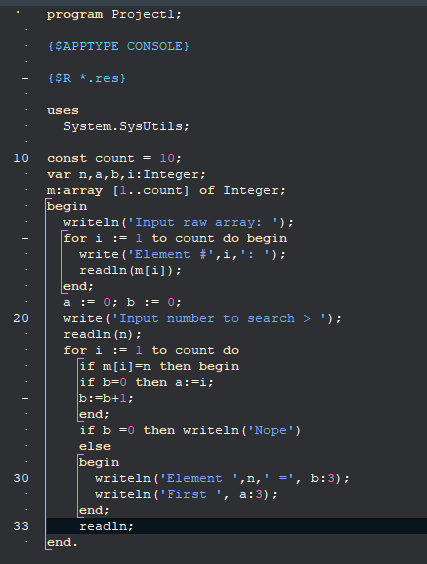 program Project1;
{$APPTYPE CONSOLE}
{$R *.res}
uses
System.SysUtils;
10 const count = 10;
var n,a,b,i:Integer;
m:array [1..count] of Integer;
begin
writeln('Input raw array: ');
for i := 1 to count do begin
write('Element #',i,': ');
readln(m[i]);
end;
a := 0; b := 0;
20 write('Input number to search > ');
readln(n);
for i := 1 to count do
if m[i]=n then begin
if b=0 then a:=i;
b:=b+1;
end;
if b =0 then writeln('Nope')
else
begin
30 writeln('Element ',n,' =', b:3);
writeln('First ', a:3);
end;
33 readln;
end.